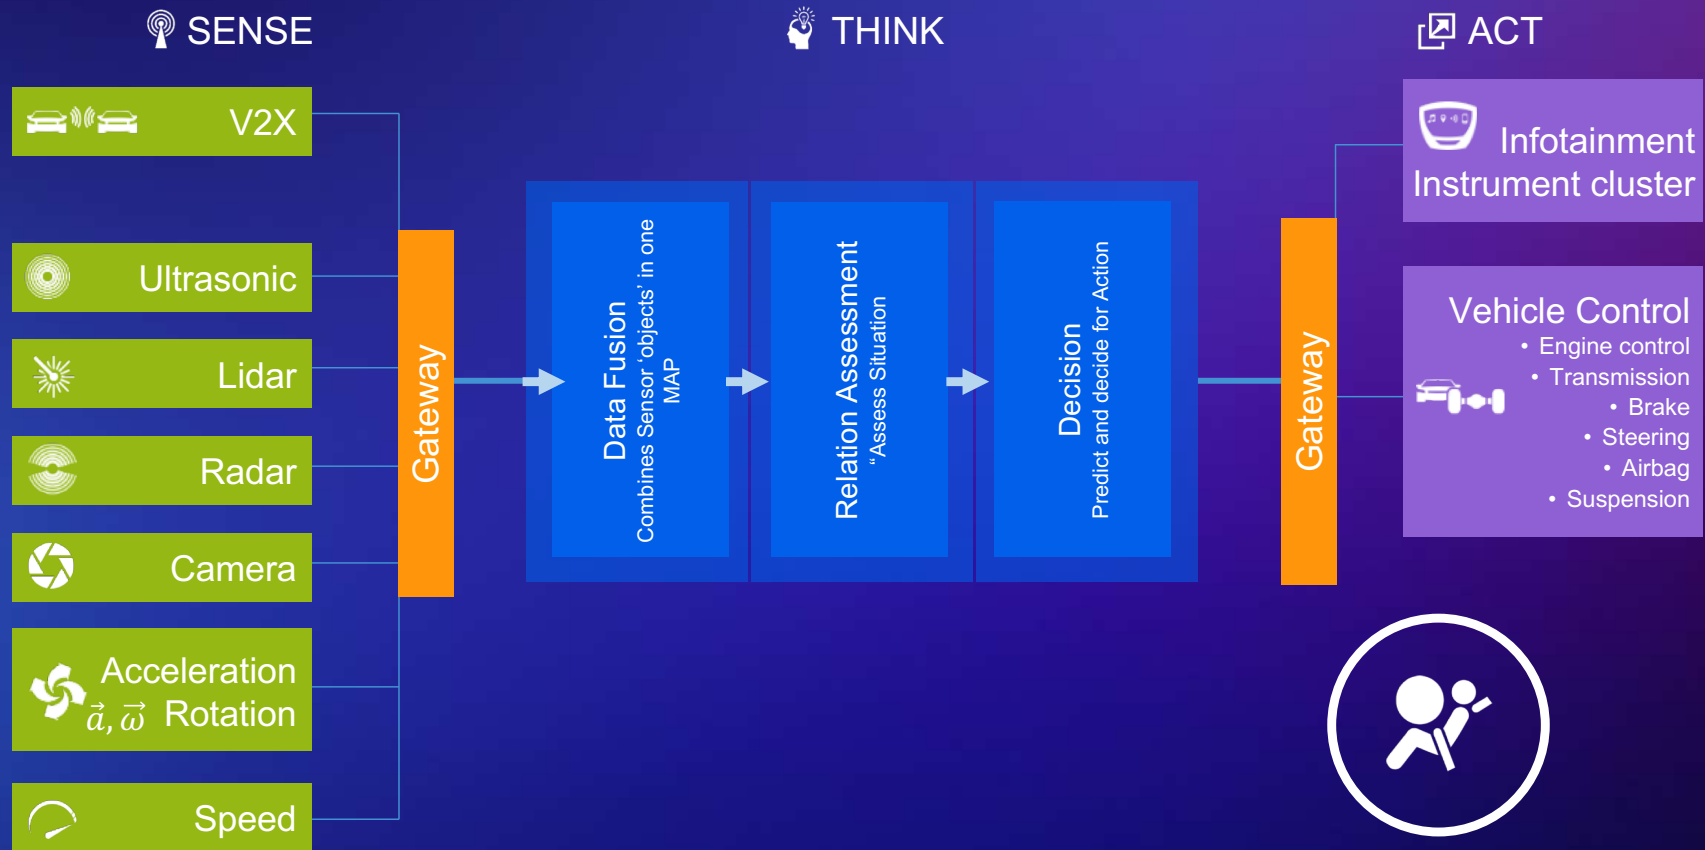 SENSE
THINK
ACT
V2X
Ultrasonic
Lidar
Radar
Camera
Acceleration
a⃗, ω⃗ Rotation
Speed
Gateway
Data Fusion
Combines Sensor ‘objects’ in one
MAP
Relation Assessment
“Assess Situation
Decision
Predict and decide for Action
Gateway
Infotainment
Instrument cluster
Vehicle Control
• Engine control
• Transmission
• Brake
• Steering
• Airbag
• Suspension